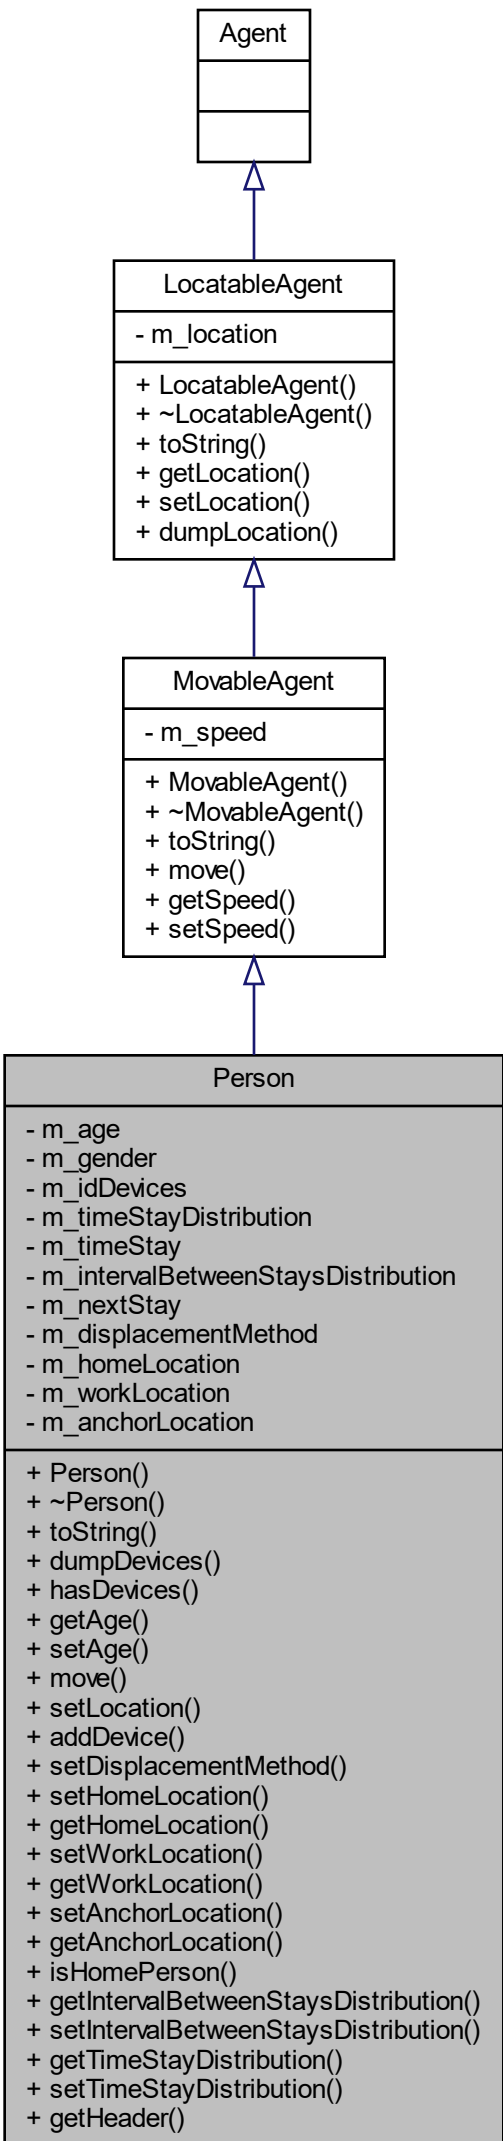 Agent
LocatableAgent
- m_location
+ LocatableAgent()
+ ~LocatableAgent()
+ toString()
+ getLocation()
+ setLocation()
+ dumpLocation()
MovableAgent
- m_speed
+ MovableAgent()
+ ~MovableAgent()
+ toString()
+ move()
+ getSpeed()
+ setSpeed()
Person
- m_age
- m_gender
- m_idDevices
- m_timeStayDistribution
- m_timeStay
- m_intervalBetweenStaysDistribution
- m_nextStay
- m_displacementMethod
- m_homeLocation
- m_workLocation
- m_anchorLocation
+ Person()
+ ~Person()
+ toString()
+ dumpDevices()
+ hasDevices()
+ getAge()
+ setAge()
+ move()
+ setLocation()
+ addDevice()
+ setDisplacementMethod()
+ setHomeLocation()
+ getHomeLocation()
+ setWorkLocation()
+ getWorkLocation()
+ setAnchorLocation()
+ getAnchorLocation()
+ isHomePerson()
+ getIntervalBetweenStaysDistribution()
+ setIntervalBetweenStaysDistribution()
+ getTimeStayDistribution()
+ setTimeStayDistribution()
+ getHeader()